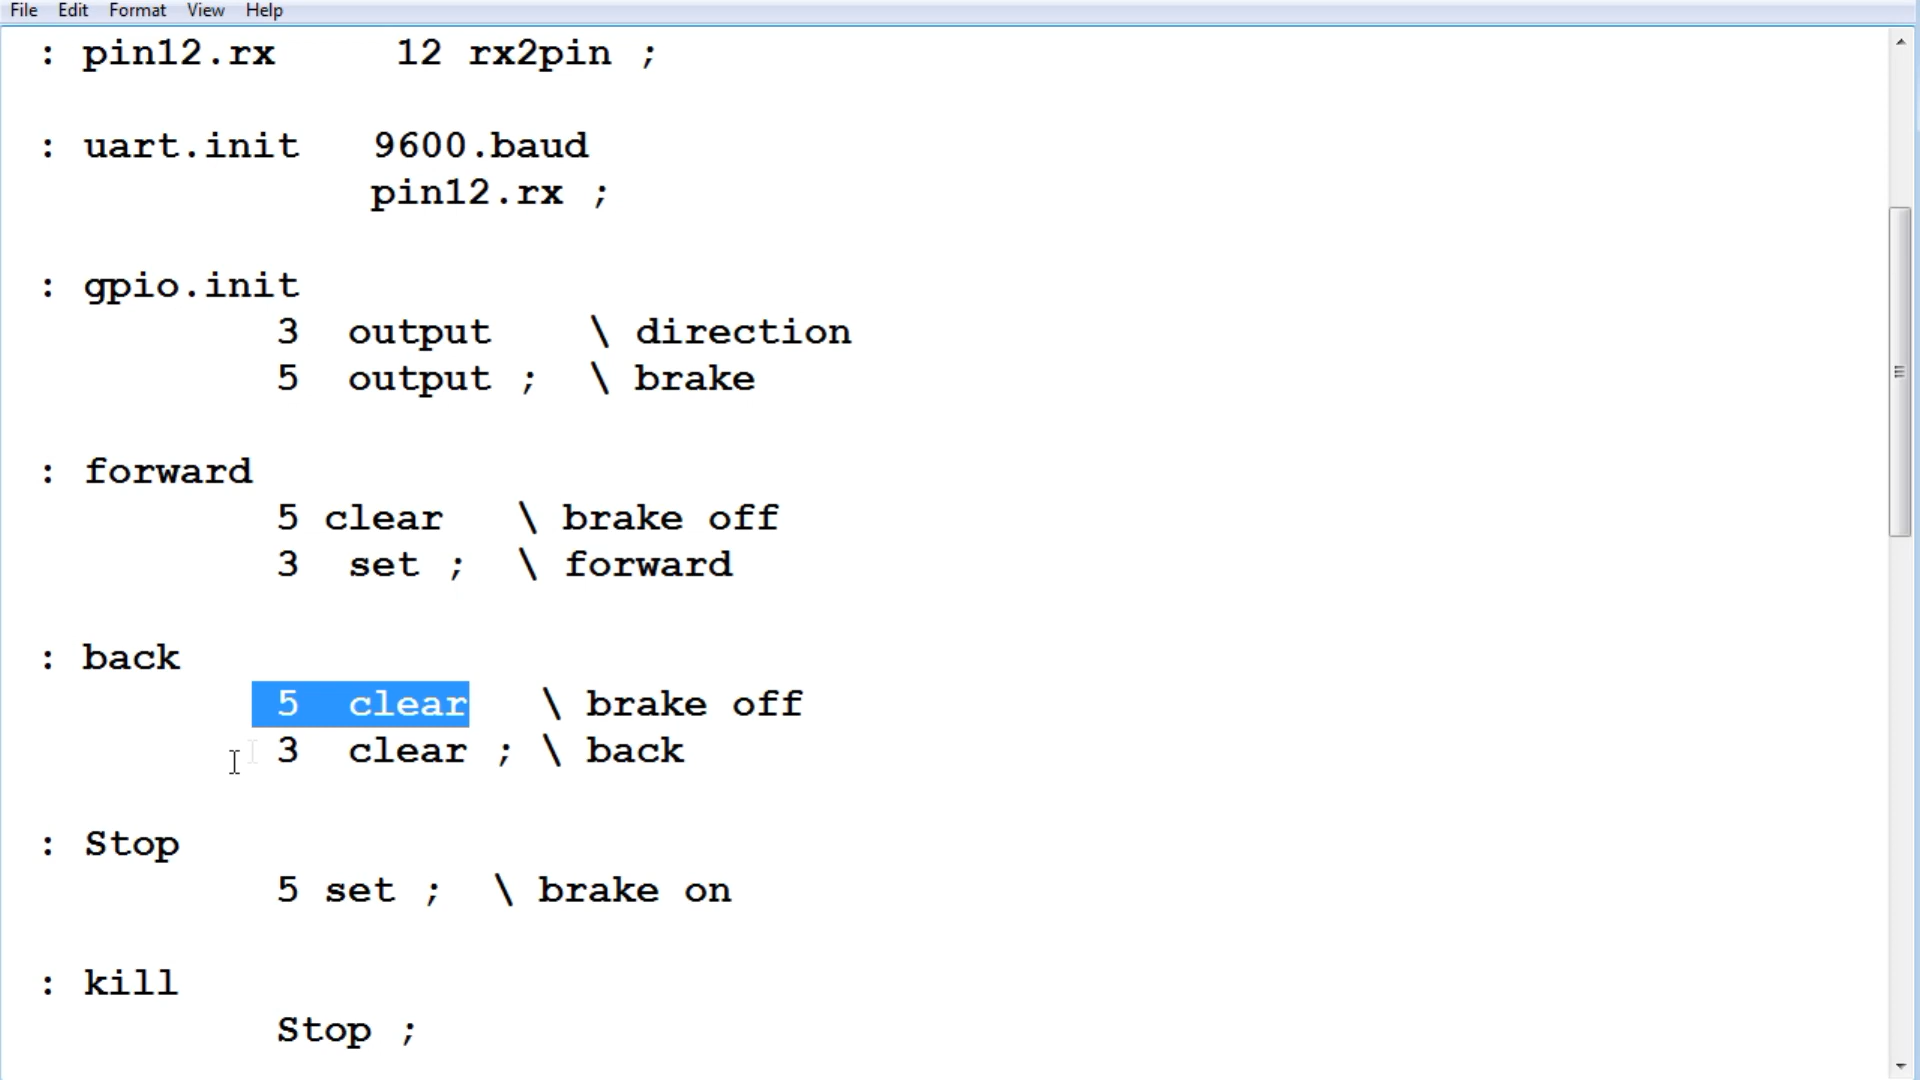 File Edit Format View Help
: pin12.rx 12 rx2pin ;
: uart.init 9600.baud
pin12.rx ;
: gpio.init
3 output \ direction
5 output ; \ brake
: forward
5 clear \ brake off
3 set ; \ forward
: back
5 clear \ brake off
3 clear ; \ back
: Stop
5 set ; \ brake on
: kill
Stop ;